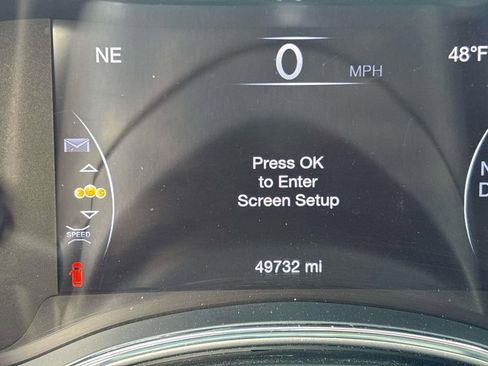 NE
0
MPH
48°F
Press OK
to Enter
Screen Setup
SPEED
49732 mi